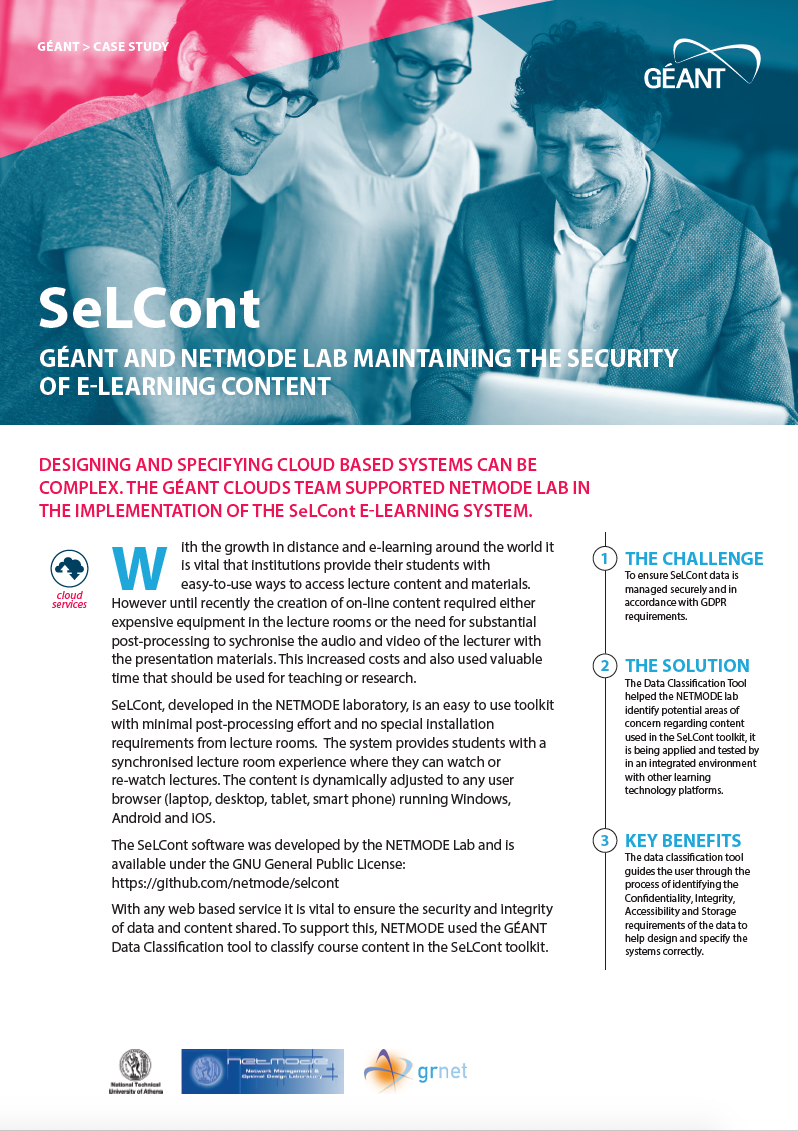 GÉANT > CASE STUDY
GÉANT
SeLCont
GÉANT AND NETMODE LAB MAINTAINING THE SECURITY
OF E-LEARNING CONTENT
DESIGNING AND SPECIFYING CLOUD BASED SYSTEMS CAN BE
COMPLEX. THE GÉANT CLOUDS TEAM SUPPORTED NETMODE LAB IN
THE IMPLEMENTATION OF THE SeLCont E-LEARNING SYSTEM.
cloud
services
With the growth in distance and e-learning around the world it
is vital that institutions provide their students with
easy-to-use ways to access lecture content and materials.
However until recently the creation of on-line content required either
expensive equipment in the lecture rooms or the need for substantial
post-processing to sychronise the audio and video of the lecturer with
the presentation materials. This increased costs and also used valuable
time that should be used for teaching or research.
SeLCont, developed in the NETMODE laboratory, is an easy to use toolkit
with minimal post-processing effort and no special installation
requirements from lecture rooms. The system provides students with a
synchronised lecture room experience where they can watch or
re-watch lectures. The content is dynamically adjusted to any user
browser (laptop, desktop, tablet, smart phone) running Windows,
Android and iOS.
The SeLCont software was developed by the NETMODE Lab and is
available under the GNU General Public License:
https://github.com/netmode/selcont
With any web based service it is vital to ensure the security and integrity
of data and content shared. To support this, NETMODE used the GÉANT
Data Classification tool to classify course content in the SeLCont toolkit.
1 THE CHALLENGE
To ensure SeLCont data is
managed securely and in
accordance with GDPR
requirements.
2 THE SOLUTION
The Data Classification Tool
helped the NETMODE lab
identify potential areas of
concern regarding content
used in the SeLCont toolkit, it
is being applied and tested by
in an integrated environment
with other learning
technology platforms.
3 KEY BENEFITS
The data classification tool
guides the user through the
process of identifying the
Confidentiality, Integrity,
Accessibility and Storage
requirements of the data to
help design and specify the
systems correctly.
National Technical
University of Athens
netmode
Network Management &
Optimal Design Laboratory
grnet